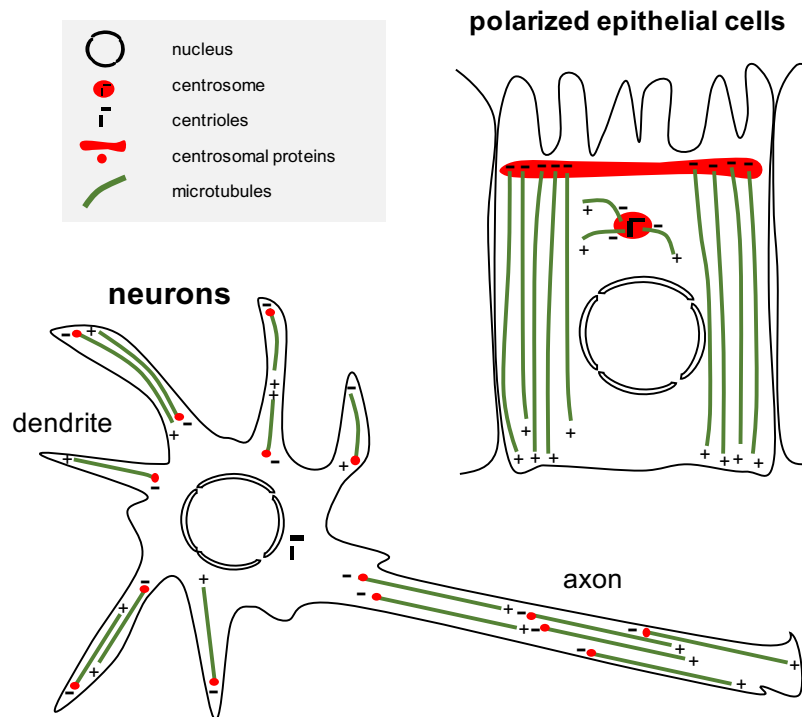 polarized epithelial cells
nucleus
centrosome
centrioles
centrosomal proteins
microtubules
neurons
dendrite
axon